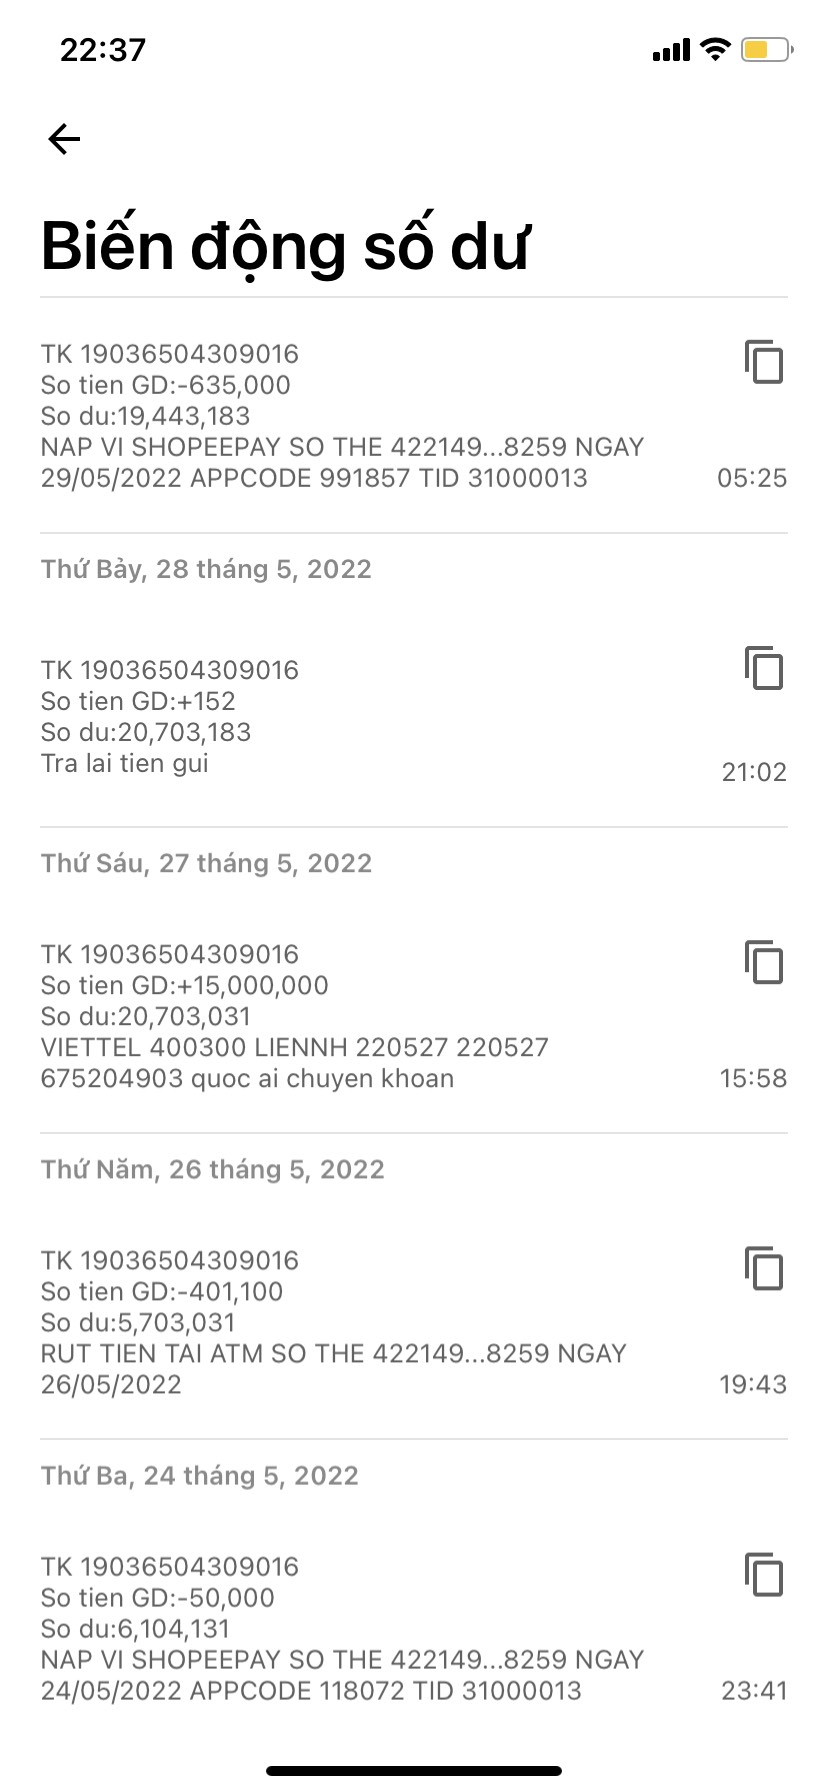 22:37
Biến động số dư
TK 19036504309016
So tien GD:-635,000
So du:19,443,183
NAP VI SHOPEEPAY SO THE 422149...8259 NGAY
29/05/2022 APPCODE 991857 TID 31000013
05:25
Thứ Bảy, 28 tháng 5, 2022
TK 19036504309016
So tien GD:+152
So du:20,703,183
Tra lai tien gui
21:02
Thứ Sáu, 27 tháng 5, 2022
TK 19036504309016
So tien GD:+15,000,000
So du:20,703,031
VIETTEL 400300 LIENNH 220527 220527
675204903 quoc ai chuyen khoan
15:58
Thứ Năm, 26 tháng 5, 2022
TK 19036504309016
So tien GD:-401,100
So du:5,703,031
RUT TIEN TAI ATM SO THE 422149...8259 NGAY
26/05/2022
19:43
Thứ Ba, 24 tháng 5, 2022
TK 19036504309016
So tien GD:-50,000
So du:6,104,131
NAP VI SHOPEEPAY SO THE 422149...8259 NGAY
24/05/2022 APPCODE 118072 TID 31000013
23:41